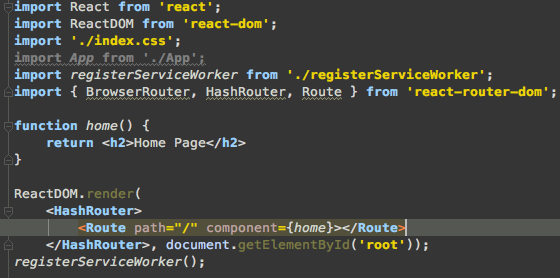 import React from 'react';
import ReactDOM from 'react-dom';
import './index.css';
import App from './App';
import registerServiceWorker from './registerServiceWorker';
import { BrowserRouter, HashRouter, Route } from 'react-router-dom';
function home() {
return <h2>Home Page</h2>
}
ReactDOM.render(
<HashRouter>
<Route path="/" component={home}></Route>
</HashRouter>, document.getElementById('root'));
registerServiceWorker();